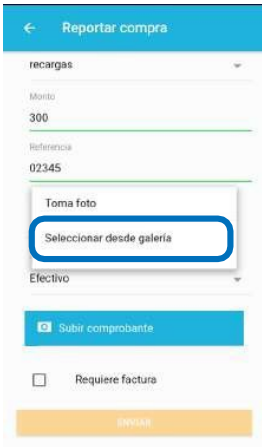 Reportar compra
recargas
Monto
300
Referencia
02345
Toma foto
Seleccionar desde galería
Efectivo
Subir comprobante
Requiere factura
ENVIAR